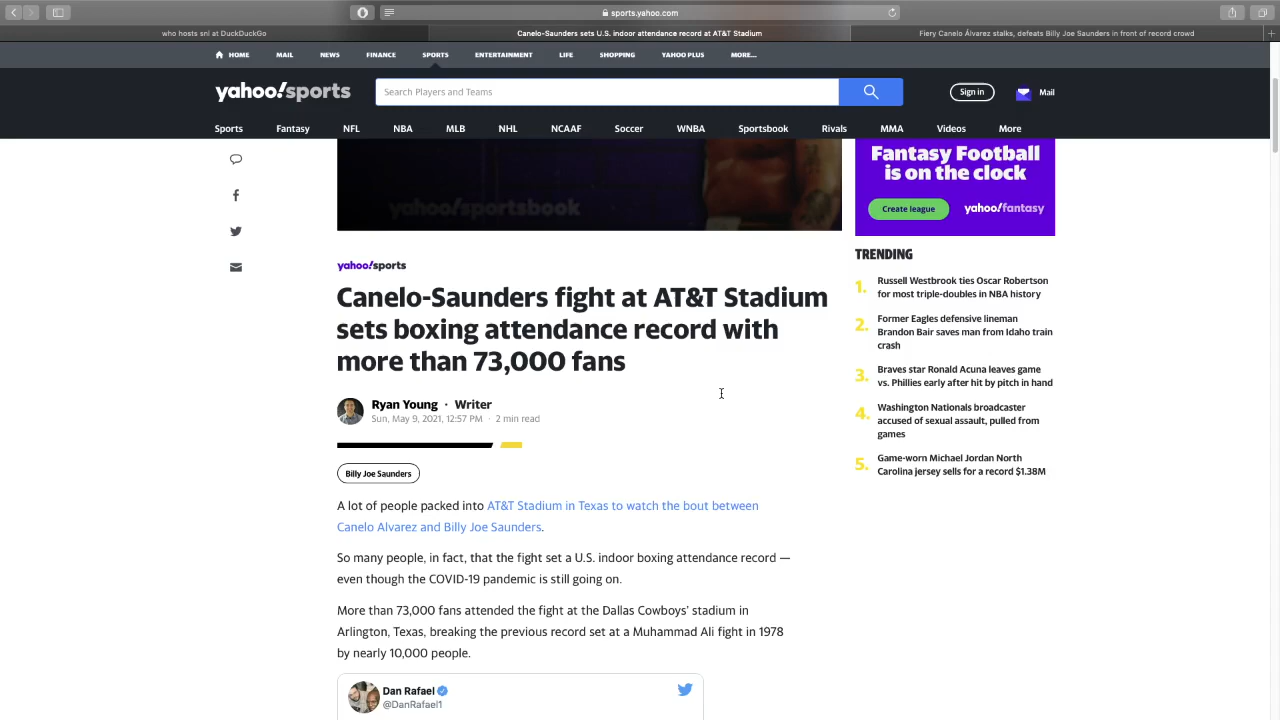 sports.yahoo.com
who hosts snl at DuckDuckGo
Canelo-Saunders sets U.S. indoor attendance record at AT&T Stadium
Fiery Canelo Álvarez stalks, defeats Billy Joe Saunders in front of record crowd
HOME MAIL NEWS FINANCE SPORTS ENTERTAINMENT LIFE SHOPPING YAHOO PLUS MORE...
yahoo!sports
Search Players and Teams
Sign in
Mail
Sports Fantasy NFL NBA MLB NHL NCAAF Soccer WNBA Sportsbook Rivals MMA Videos More
yahoo!sportsbook
yahoo!sports
Canelo-Saunders fight at AT&T Stadium
sets boxing attendance record with
more than 73,000 fans
Ryan Young · Writer
Sun, May 9, 2021, 12:57 PM · 2 min read
Billy Joe Saunders
A lot of people packed into AT&T Stadium in Texas to watch the bout between
Canelo Alvarez and Billy Joe Saunders.
So many people, in fact, that the fight set a U.S. indoor boxing attendance record —
even though the COVID-19 pandemic is still going on.
More than 73,000 fans attended the fight at the Dallas Cowboys' stadium in
Arlington, Texas, breaking the previous record set at a Muhammad Ali fight in 1978
by nearly 10,000 people.
Dan Rafael
@DanRafael1
Fantasy Football
is on the clock
Create league
yahoo!fantasy
TRENDING
1. Russell Westbrook ties Oscar Robertson
for most triple-doubles in NBA history
2. Former Eagles defensive lineman
Brandon Bair saves man from Idaho train
crash
3. Braves star Ronald Acuna leaves game
vs. Phillies early after hit by pitch in hand
4. Washington Nationals broadcaster
accused of sexual assault, pulled from
games
5. Game-worn Michael Jordan North
Carolina jersey sells for a record $1.38M